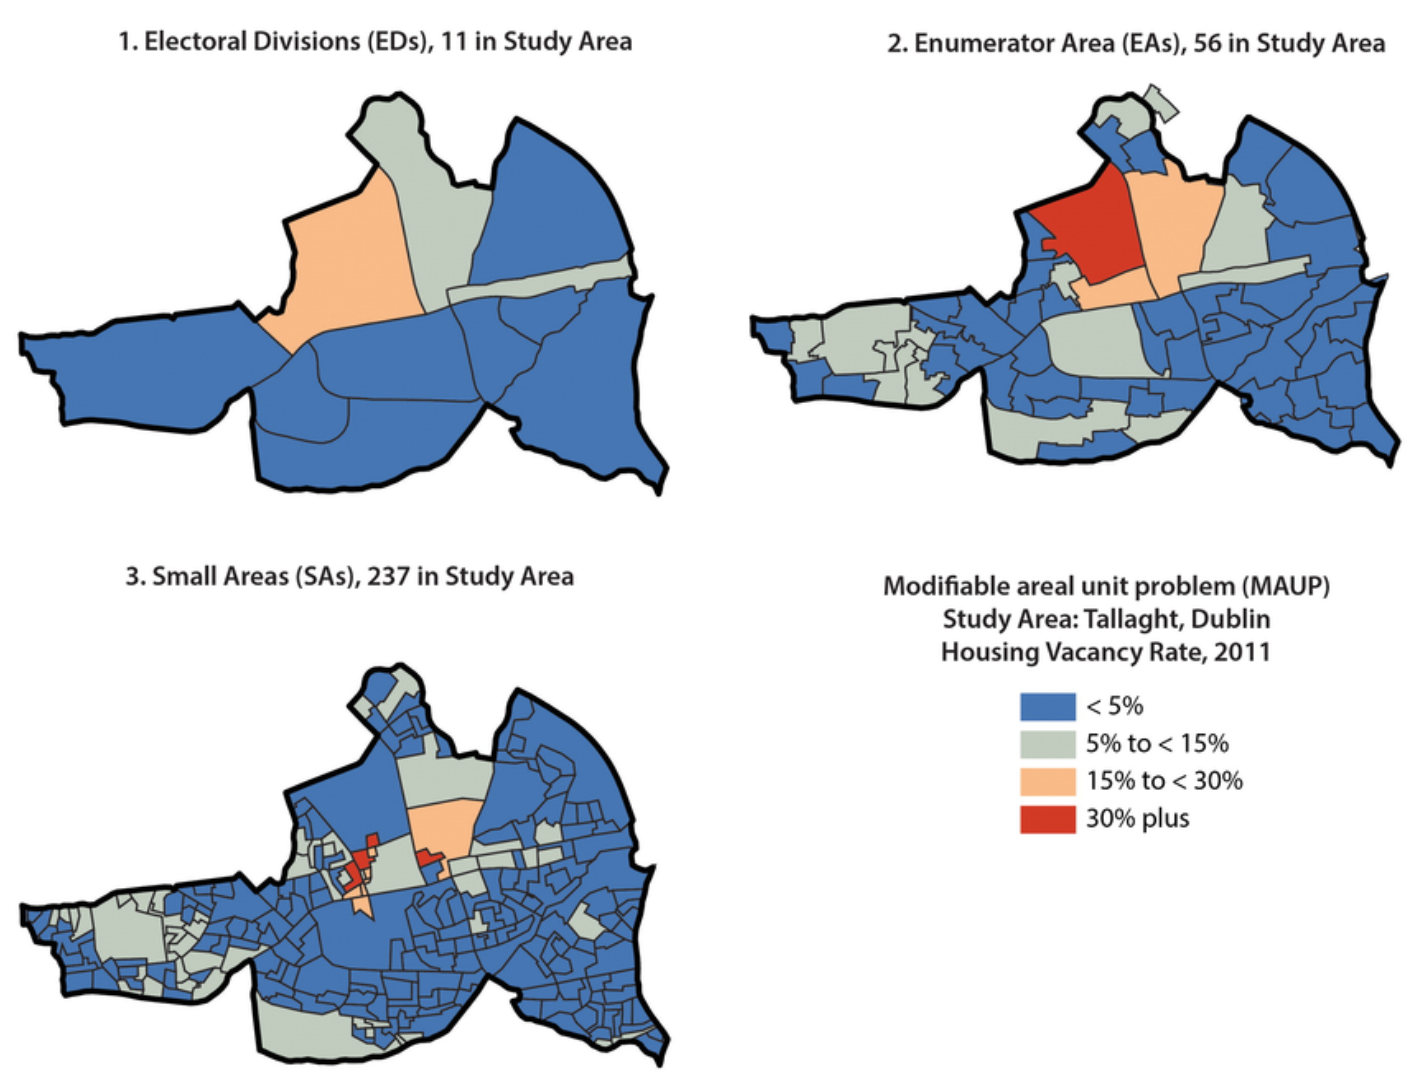 1. Electoral Divisions (EDs), 11 in Study Area
2. Enumerator Area (EAs), 56 in Study Area
3. Small Areas (SAs), 237 in Study Area
Modifiable areal unit problem (MAUP)
Study Area: Tallaght, Dublin
Housing Vacancy Rate, 2011
< 5%
5% to < 15%
15% to < 30%
30% plus